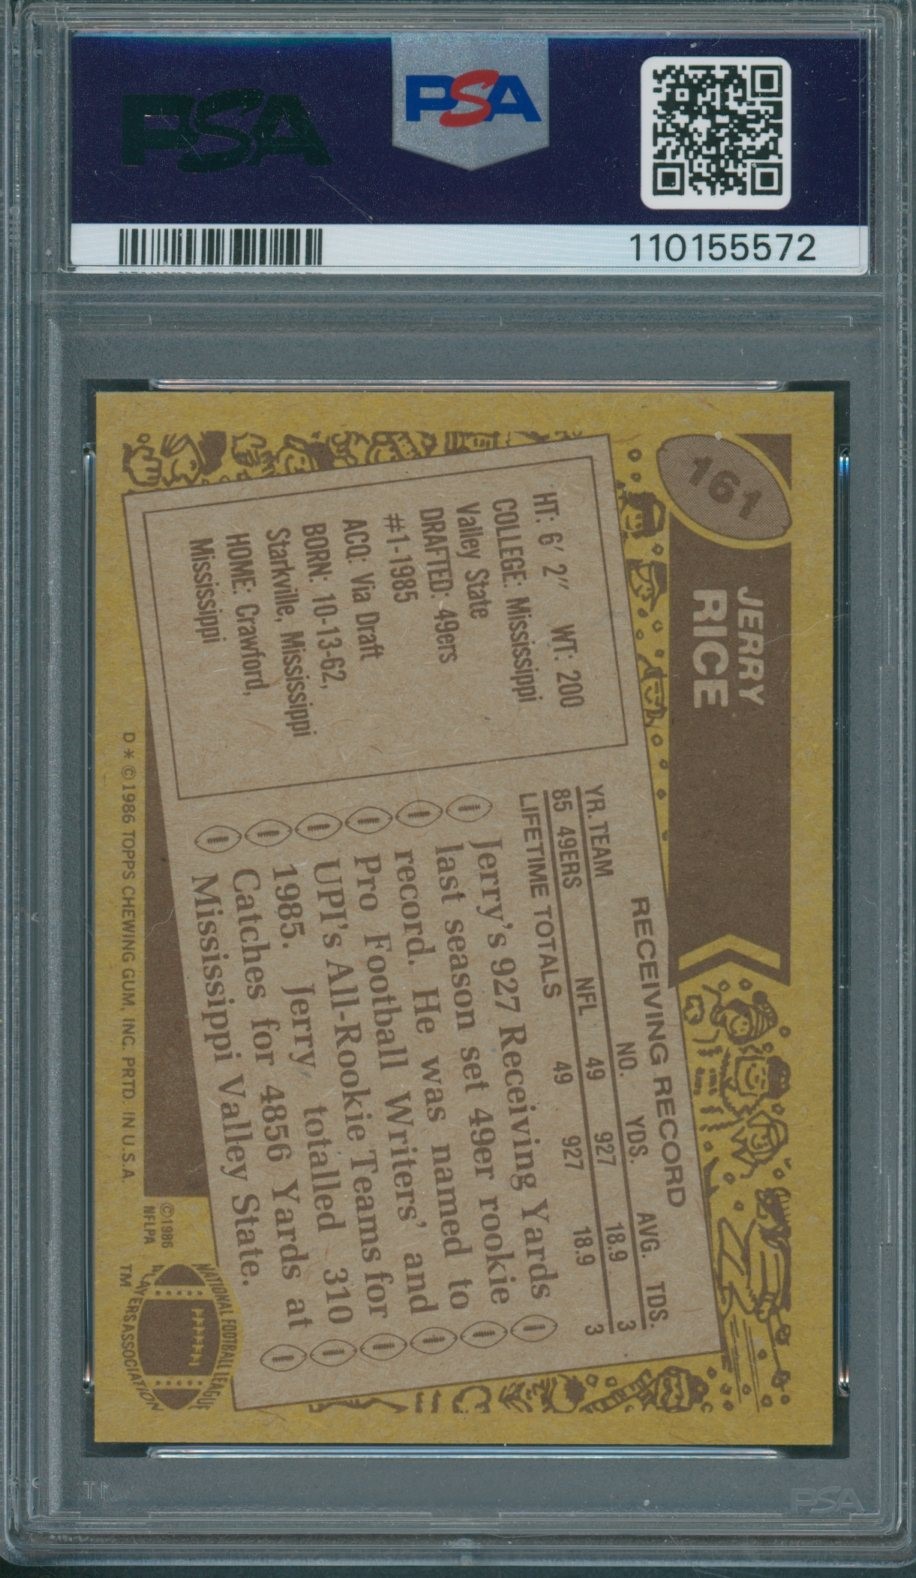 PSA
PSA
110155572
161
JERRY
RICE
HT: 6' 2" WT: 200
COLLEGE: Mississippi
Valley State
DRAFTED: 49ers
#1-1985
ACQ: Via Draft
BORN: 10-13-62,
Starkville, Mississippi
HOME: Crawford,
Mississippi
RECEIVING RECORD
YR. TEAM NO. YDS. AVG. TDS.
85 49ERS NFL 49 927 18.9 3
LIFETIME TOTALS 49 927 18.9 3
Jerry's 927 Receiving Yards
last season set 49er rookie
record. He was named to
Pro Football Writers' and
UPI's All-Rookie Teams for
1985. Jerry totalled 310
Catches for 4856 Yards at
Mississippi Valley State.
D * © 1986 TOPPS CHEWING GUM, INC. PRTD. IN U.S.A.
© 1986
NFLPA
NATIONAL FOOTBALL LEAGUE
PLAYERS ASSOCIATION
TM
PSA